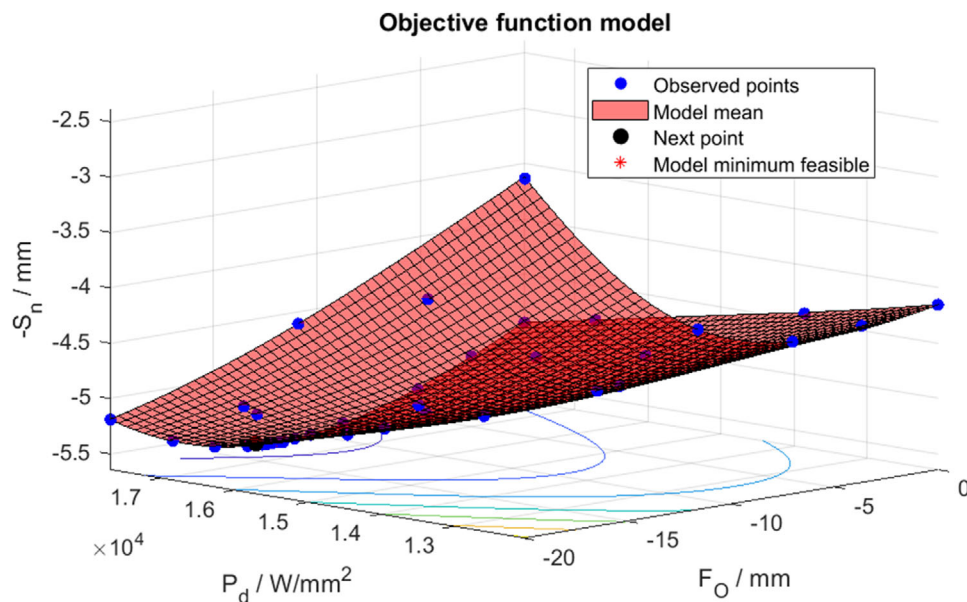 Objective function model
Observed points
Model mean
Next point
Model minimum feasible
-2.5
-3
-3.5
-4
-4.5
-5
-5.5
-S_n / mm
1.7
1.6
1.5
1.4
1.3
×10^4
P_d / W/mm^2
-20
-15
-10
-5
0
F_O / mm